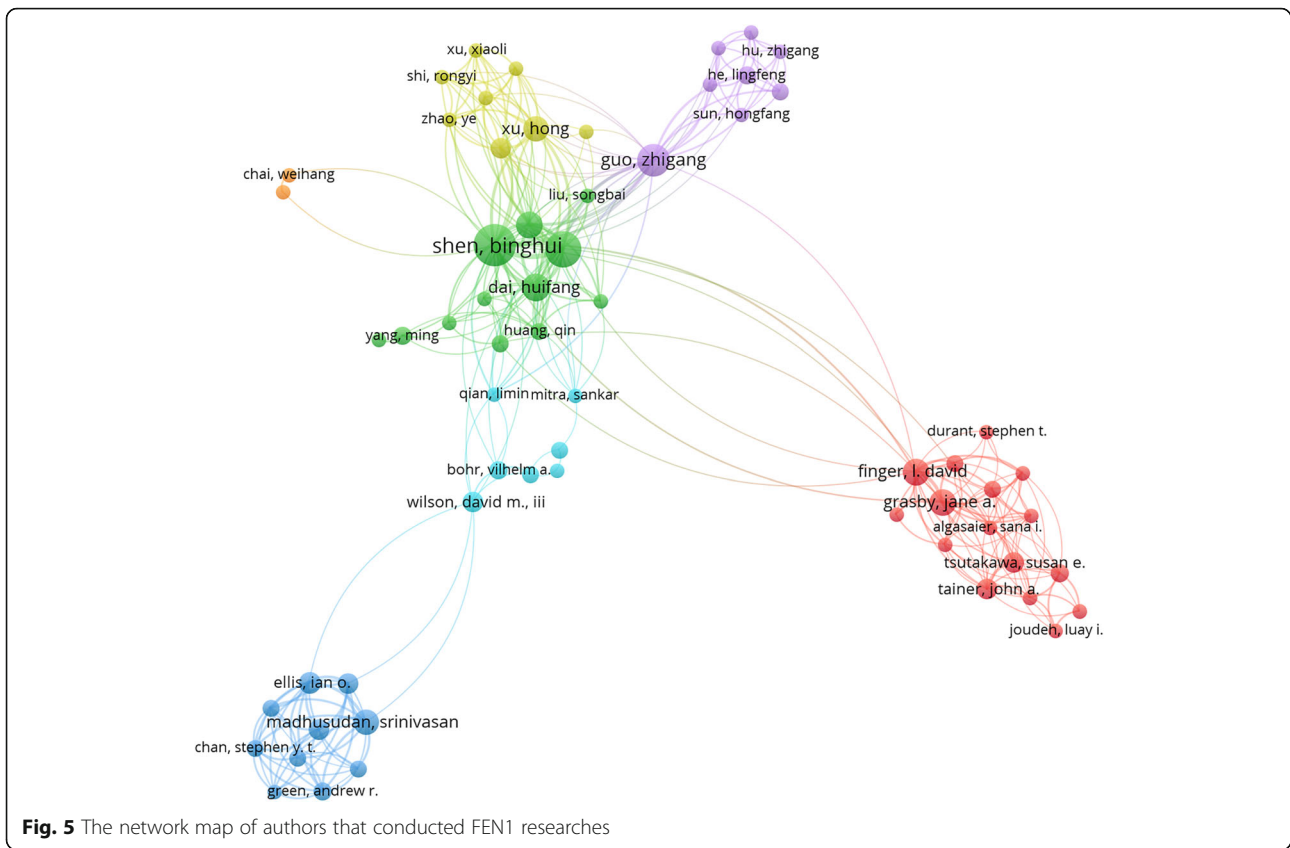 xu, xiaoli
hu, zhigang
shi, rongyi
he, lingfeng
zhao, ye
xu, hong
sun, hongfang
guo, zhigang
chai, weihang
liu, songbai
shen, binghui
dai, huifang
yang, ming
huang, qin
qian, limin
mitra, sankar
durant, stephen t.
bohr, vilhelm a.
finger, l. david
wilson, david m., iii
grasby, jane a.
algasaier, sana i.
tsutakawa, susan e.
tainer, john a.
joudeh, luay i.
ellis, ian o.
madhusudan, srinivasan
chan, stephen y. t.
green, andrew r.
Fig. 5 The network map of authors that conducted FEN1 researches